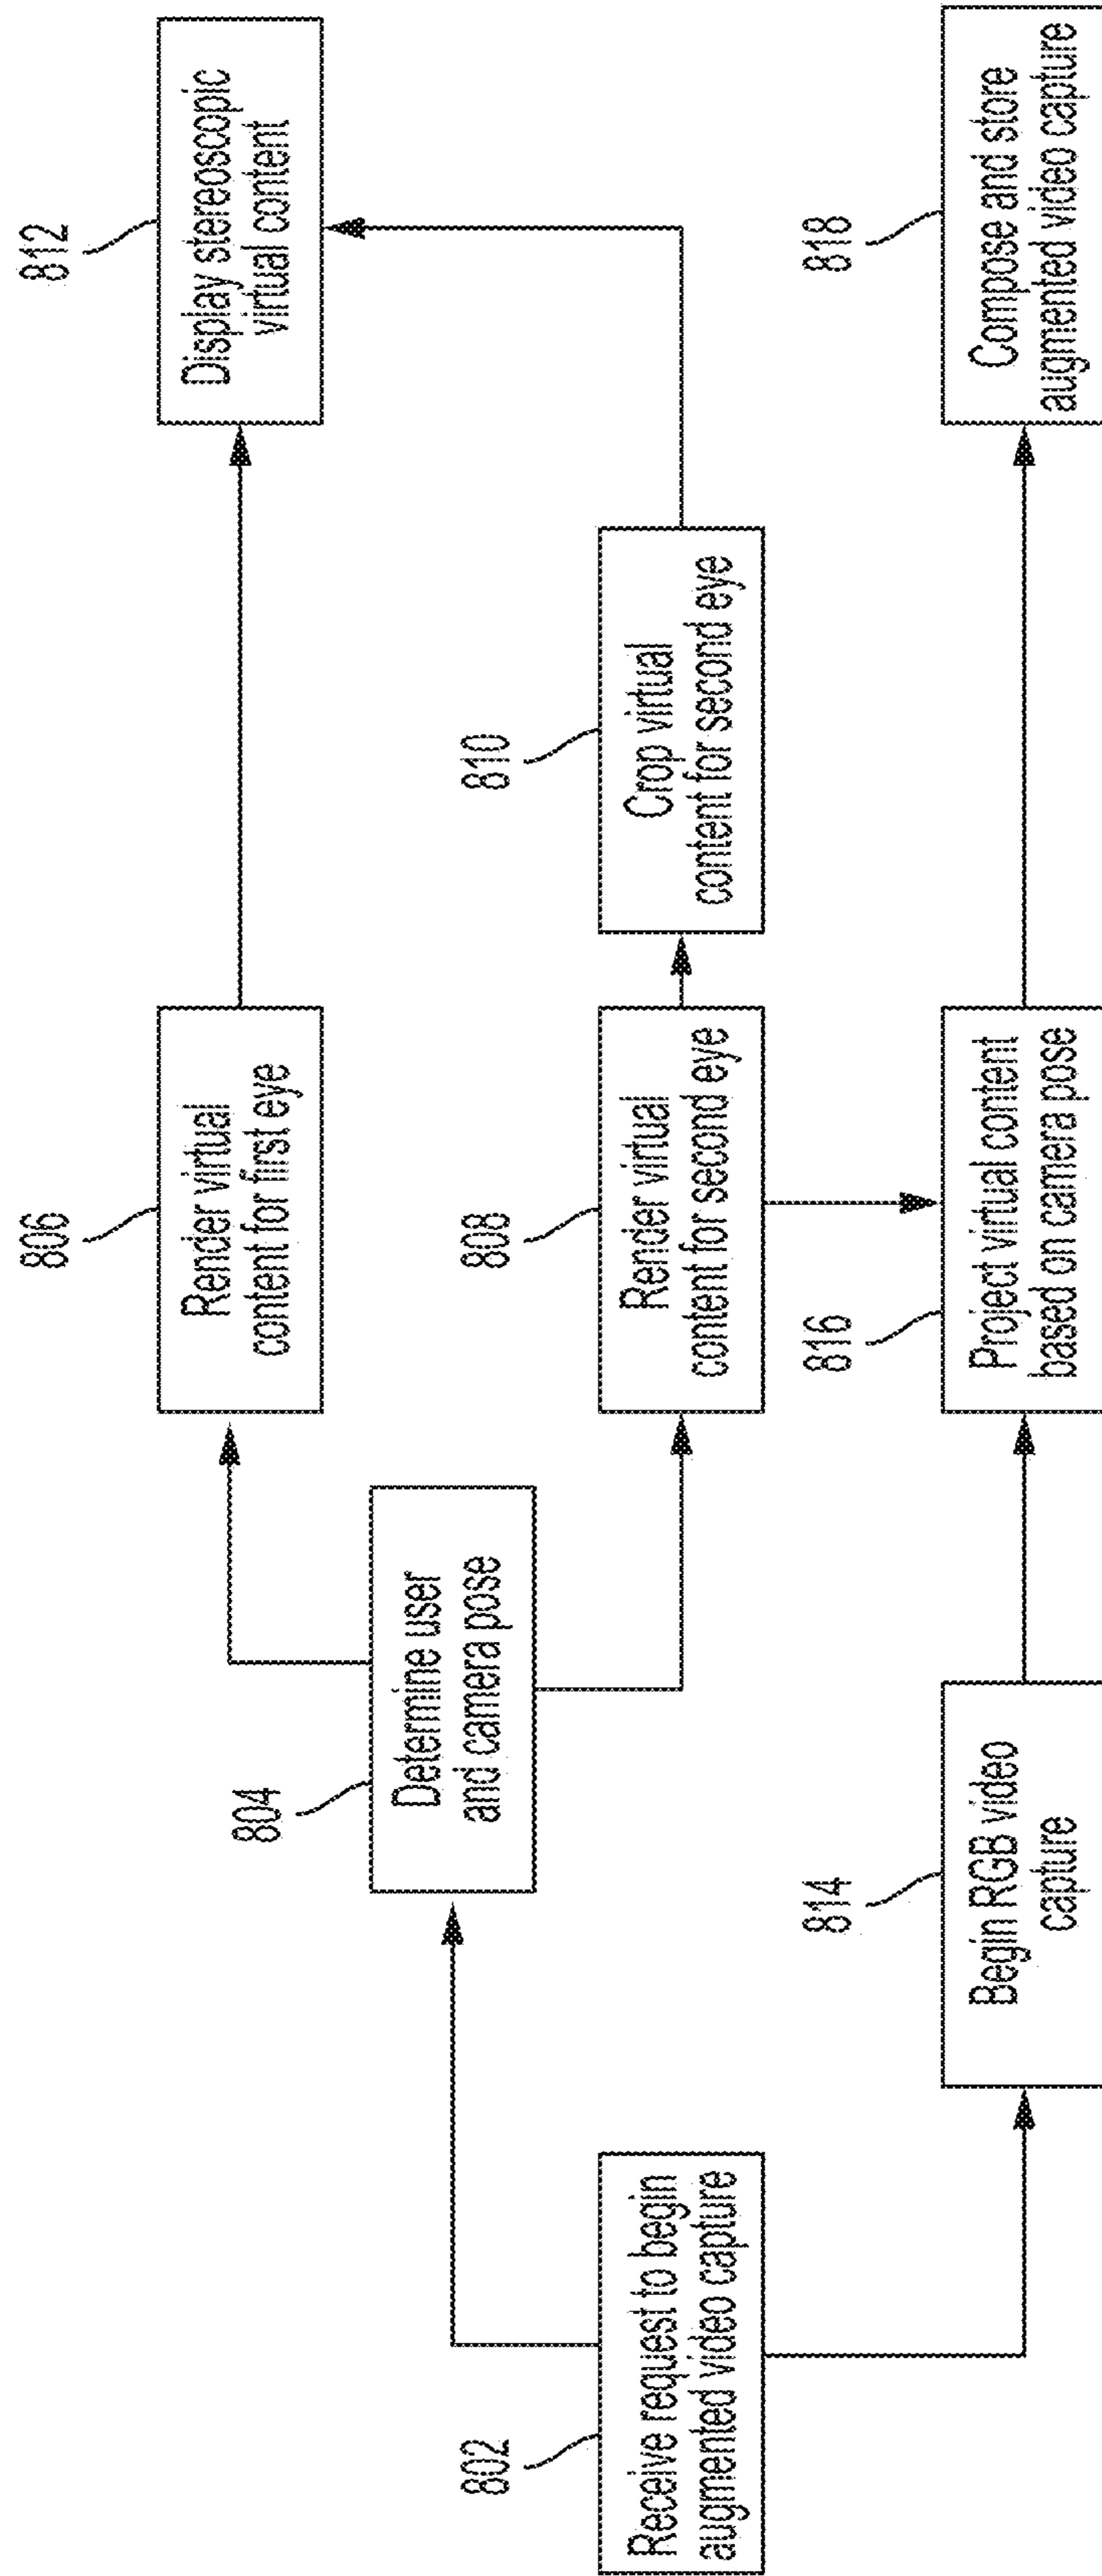 802
Receive request to begin
augmented video capture
804
Determine user
and camera pose
806
Render virtual
content for first eye
808
Render virtual
content for second eye
810
Crop virtual
content for second eye
812
Display stereoscopic
virtual content
814
Begin RGB video
capture
816
Project virtual content
based on camera pose
818
Compose and store
augmented video capture